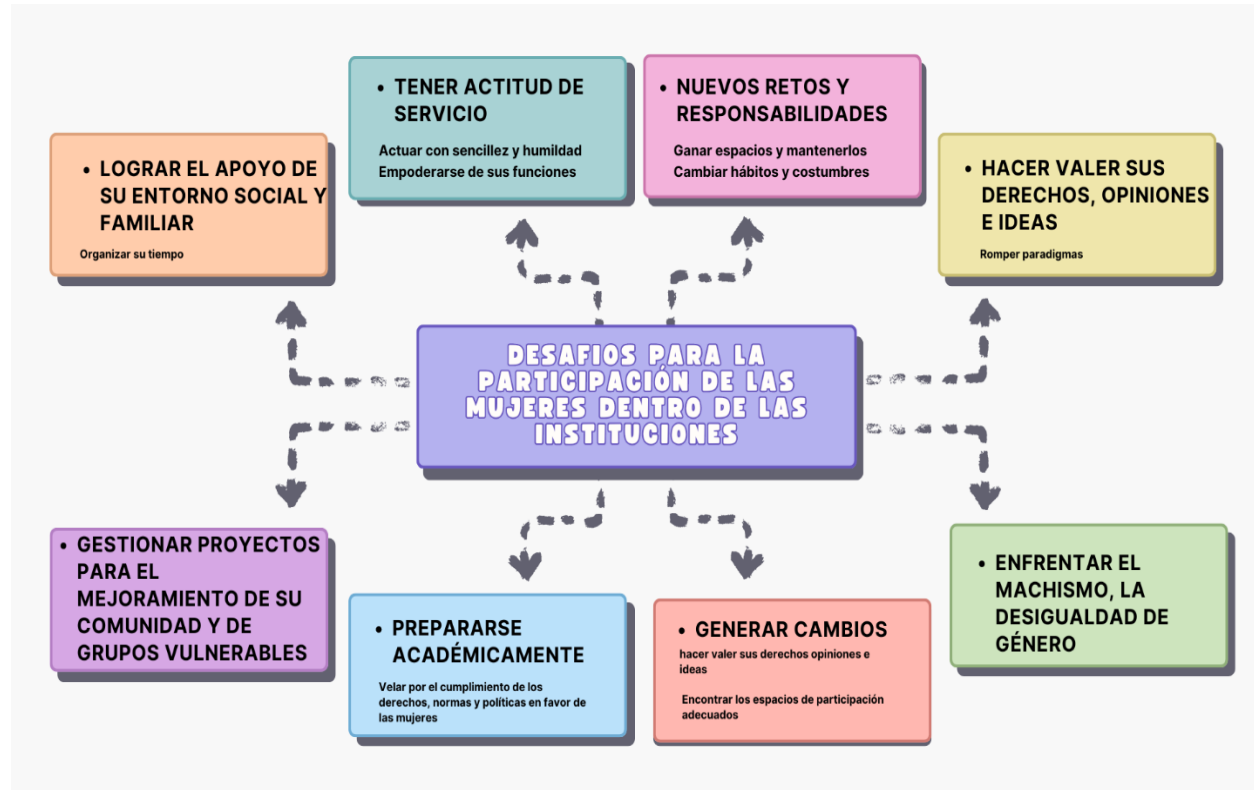 DESAFIOS PARA LA
PARTICIPACIÓN DE LAS
MUJERES DENTRO DE LAS
INSTITUCIONES
• LOGRAR EL APOYO DE
SU ENTORNO SOCIAL Y
FAMILIAR
Organizar su tiempo
• TENER ACTITUD DE
SERVICIO
Actuar con sencillez y humildad
Empoderarse de sus funciones
• NUEVOS RETOS Y
RESPONSABILIDADES
Ganar espacios y mantenerlos
Cambiar hábitos y costumbres
• HACER VALER SUS
DERECHOS, OPINIONES
E IDEAS
Romper paradigmas
• GESTIONAR PROYECTOS
PARA EL
MEJORAMIENTO DE SU
COMUNIDAD Y DE
GRUPOS VULNERABLES
• PREPARARSE
ACADÉMICAMENTE
Velar por el cumplimiento de los
derechos, normas y políticas en favor de
las mujeres
• GENERAR CAMBIOS
hacer valer sus derechos opiniones e
ideas
Encontrar los espacios de participación
adecuados
• ENFRENTAR EL
MACHISMO, LA
DESIGUALDAD DE
GÉNERO